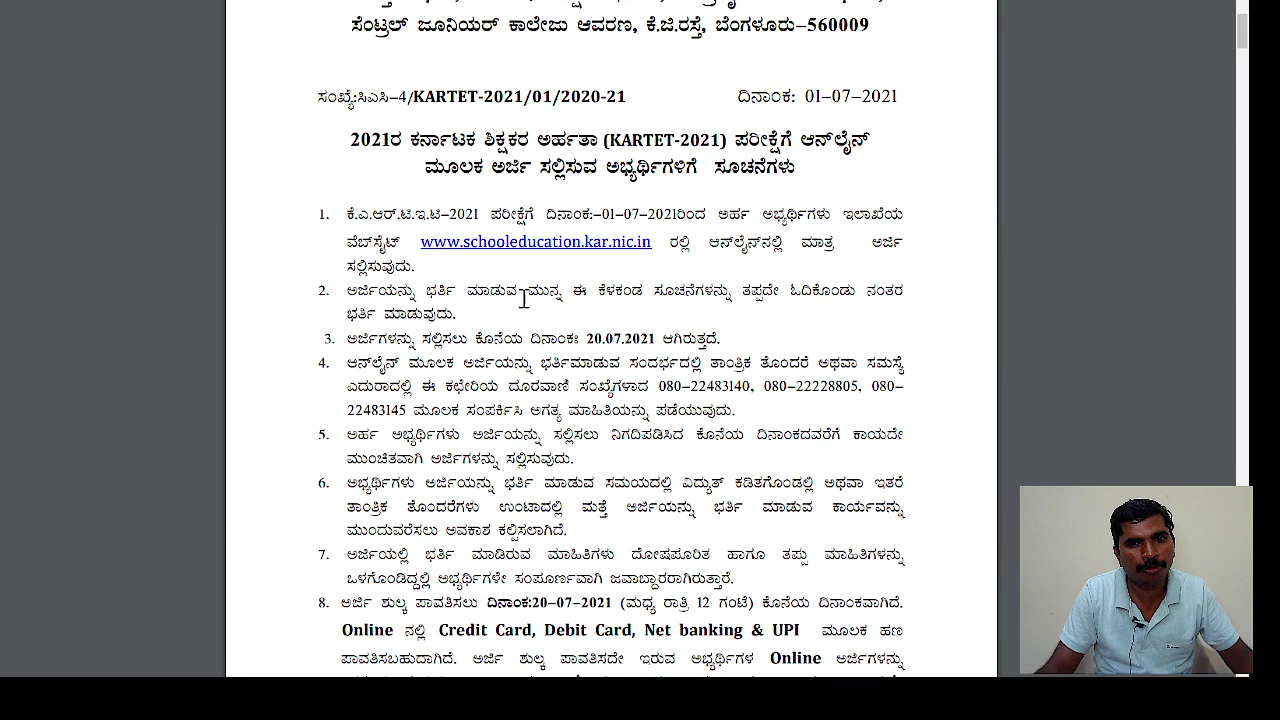 ಸೆಂಟ್ರಲ್ ಜೂನಿಯರ್ ಕಾಲೇಜು ಆವರಣ, ಕೆ.ಜಿ.ರಸ್ತೆ, ಬೆಂಗಳೂರು–560009
ಸಂಖ್ಯೆ:ಸಿಎಸಿ–4/KARTET-2021/01/2020-21 ದಿನಾಂಕ: 01–07–2021
2021ರ ಕರ್ನಾಟಕ ಶಿಕ್ಷಕರ ಅರ್ಹತಾ (KARTET-2021) ಪರೀಕ್ಷೆಗೆ ಆನ್‌ಲೈನ್
ಮೂಲಕ ಅರ್ಜಿ ಸಲ್ಲಿಸುವ ಅಭ್ಯರ್ಥಿಗಳಿಗೆ ಸೂಚನೆಗಳು
1. ಕೆ.ಎ.ಆರ್.ಟಿ.ಇ.ಟಿ–2021 ಪರೀಕ್ಷೆಗೆ ದಿನಾಂಕ:–01–07–2021ರಿಂದ ಅರ್ಹ ಅಭ್ಯರ್ಥಿಗಳು ಇಲಾಖೆಯ
ವೆಬ್‌ಸೈಟ್ www.schooleducation.kar.nic.in ರಲ್ಲಿ ಆನ್‌ಲೈನ್‌ನಲ್ಲಿ ಮಾತ್ರ ಅರ್ಜಿ
ಸಲ್ಲಿಸುವುದು.
2. ಅರ್ಜಿಯನ್ನು ಭರ್ತಿ ಮಾಡುವ ಮುನ್ನ ಈ ಕೆಳಕಂಡ ಸೂಚನೆಗಳನ್ನು ತಪ್ಪದೇ ಓದಿಕೊಂಡು ನಂತರ
ಭರ್ತಿ ಮಾಡುವುದು.
3. ಅರ್ಜಿಗಳನ್ನು ಸಲ್ಲಿಸಲು ಕೊನೆಯ ದಿನಾಂಕಃ 20.07.2021 ಆಗಿರುತ್ತದೆ.
4. ಆನ್‌ಲೈನ್ ಮೂಲಕ ಅರ್ಜಿಯನ್ನು ಭರ್ತಿಮಾಡುವ ಸಂದರ್ಭದಲ್ಲಿ ತಾಂತ್ರಿಕ ತೊಂದರೆ ಅಥವಾ ಸಮಸ್ಯೆ
ಎದುರಾದಲ್ಲಿ ಈ ಕಛೇರಿಯ ದೂರವಾಣಿ ಸಂಖ್ಯೆಗಳಾದ 080–22483140, 080–22228805, 080–
22483145 ಮೂಲಕ ಸಂಪರ್ಕಿಸಿ ಅಗತ್ಯ ಮಾಹಿತಿಯನ್ನು ಪಡೆಯುವುದು.
5. ಅರ್ಹ ಅಭ್ಯರ್ಥಿಗಳು ಅರ್ಜಿಯನ್ನು ಸಲ್ಲಿಸಲು ನಿಗದಿಪಡಿಸಿದ ಕೊನೆಯ ದಿನಾಂಕದವರೆಗೆ ಕಾಯದೇ
ಮುಂಚಿತವಾಗಿ ಅರ್ಜಿಗಳನ್ನು ಸಲ್ಲಿಸುವುದು.
6. ಅಭ್ಯರ್ಥಿಗಳು ಅರ್ಜಿಯನ್ನು ಭರ್ತಿ ಮಾಡುವ ಸಮಯದಲ್ಲಿ ವಿದ್ಯುತ್ ಕಡಿತಗೊಂಡಲ್ಲಿ ಅಥವಾ ಇತರೆ
ತಾಂತ್ರಿಕ ತೊಂದರೆಗಳು ಉಂಟಾದಲ್ಲಿ ಮತ್ತೆ ಅರ್ಜಿಯನ್ನು ಭರ್ತಿ ಮಾಡುವ ಕಾರ್ಯವನ್ನು
ಮುಂದುವರೆಸಲು ಅವಕಾಶ ಕಲ್ಪಿಸಲಾಗಿದೆ.
7. ಅರ್ಜಿಯಲ್ಲಿ ಭರ್ತಿ ಮಾಡಿರುವ ಮಾಹಿತಿಗಳು ದೋಷಪೂರಿತ ಹಾಗೂ ತಪ್ಪು ಮಾಹಿತಿಗಳನ್ನು
ಒಳಗೊಂಡಿದ್ದಲ್ಲಿ ಅಭ್ಯರ್ಥಿಗಳೇ ಸಂಪೂರ್ಣವಾಗಿ ಜವಾಬ್ದಾರರಾಗಿರುತ್ತಾರೆ.
8. ಅರ್ಜಿ ಶುಲ್ಕ ಪಾವತಿಸಲು ದಿನಾಂಕ:20–07–2021 (ಮಧ್ಯ ರಾತ್ರಿ 12 ಗಂಟೆ) ಕೊನೆಯ ದಿನಾಂಕವಾಗಿದೆ.
Online ನಲ್ಲಿ Credit Card, Debit Card, Net banking & UPI ಮೂಲಕ ಹಣ
ಪಾವತಿಸಬಹುದಾಗಿದೆ. ಅರ್ಜಿ ಶುಲ್ಕ ಪಾವತಿಸದೇ ಇರುವ ಅಭ್ಯರ್ಥಿಗಳ Online ಅರ್ಜಿಗಳನ್ನು